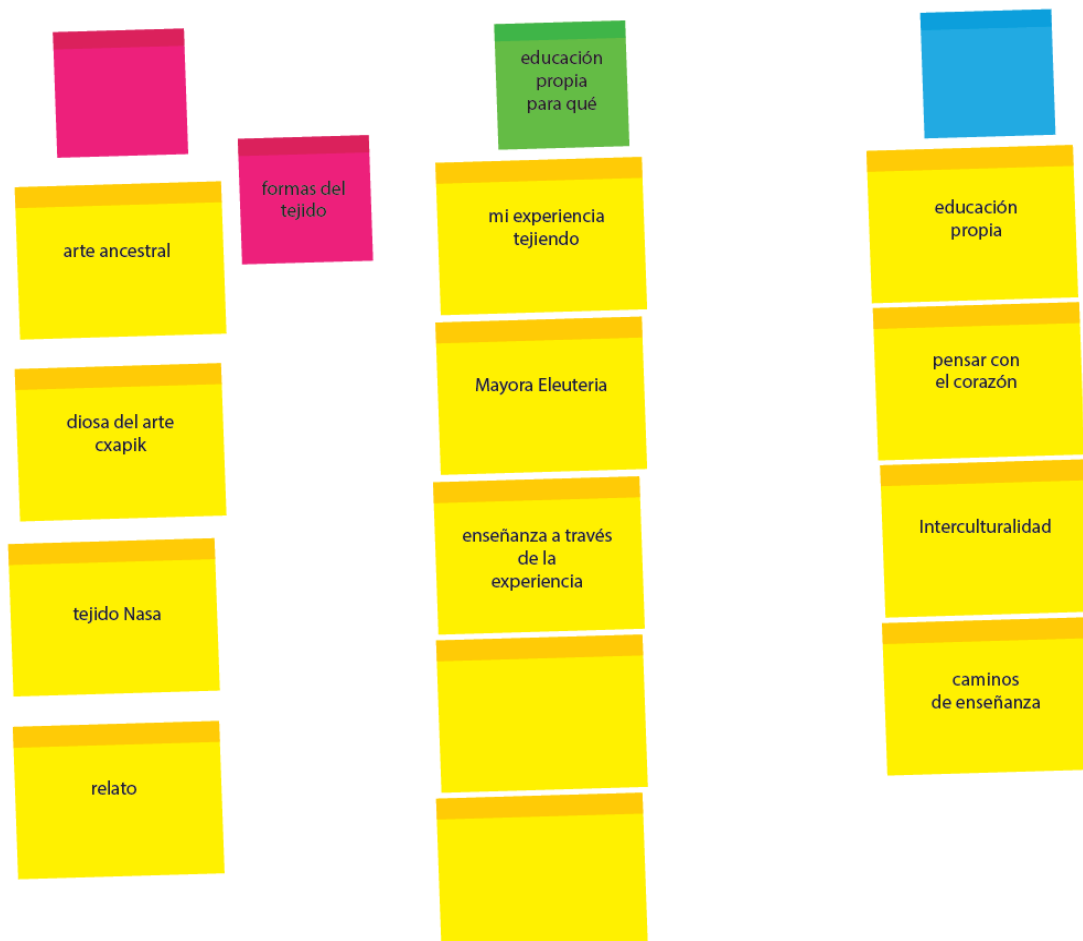 formas del
tejido
arte ancestral
diosa del arte
cxapik
tejido Nasa
relato
educación
propia
para qué
mi experiencia
tejiendo
Mayora Eleuteria
enseñanza a través
de la
experiencia
educación
propia
pensar con
el corazón
Interculturalidad
caminos
de enseñanza